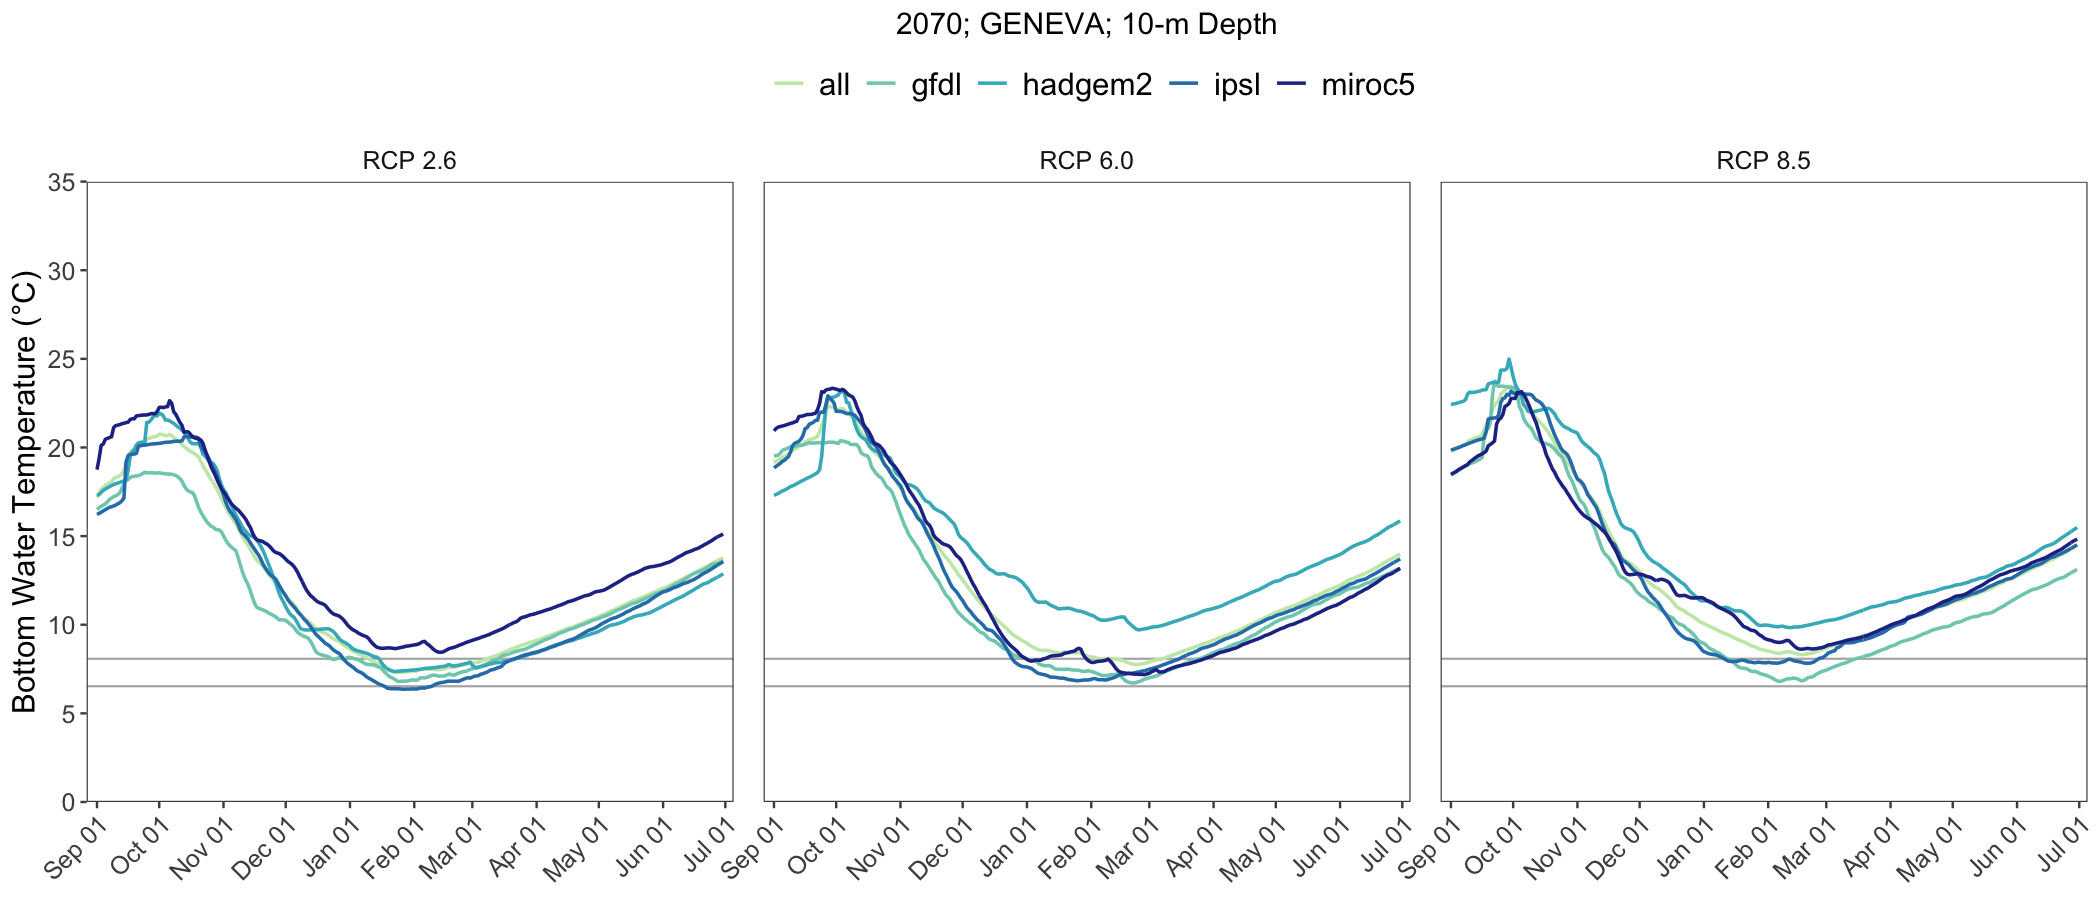 2070; GENEVA; 10-m Depth
all gfdl hadgem2 ipsl miroc5
RCP 2.6 RCP 6.0 RCP 8.5
Bottom Water Temperature (°C)
35
30
25
20
15
10
5
0
Sep 01 Oct 01 Nov 01 Dec 01 Jan 01 Feb 01 Mar 01 Apr 01 May 01 Jun 01 Jul 01 Sep 01 Oct 01 Nov 01 Dec 01 Jan 01 Feb 01 Mar 01 Apr 01 May 01 Jun 01 Jul 01 Sep 01 Oct 01 Nov 01 Dec 01 Jan 01 Feb 01 Mar 01 Apr 01 May 01 Jun 01 Jul 01